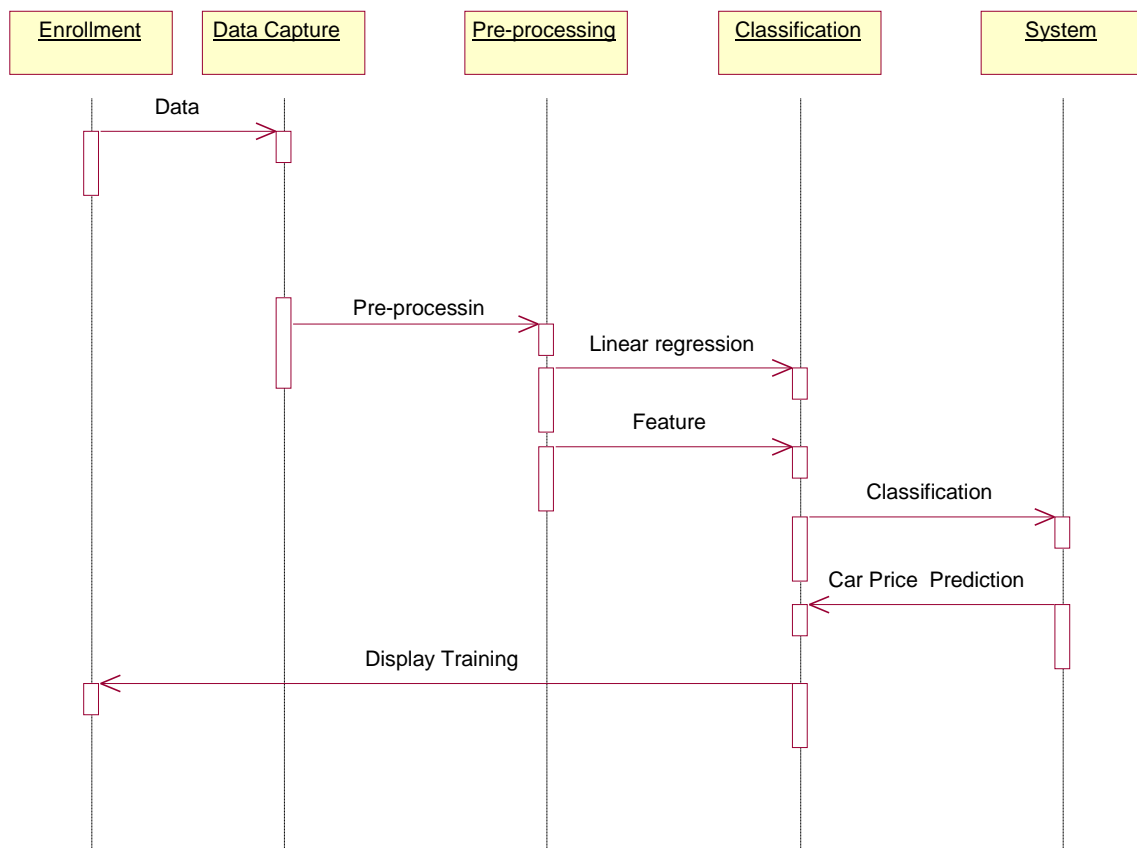 Enrollment
Data Capture
Pre-processing
Classification
System
Data
Pre-processin
Linear regression
Feature
Classification
Car Price  Prediction
Display Training